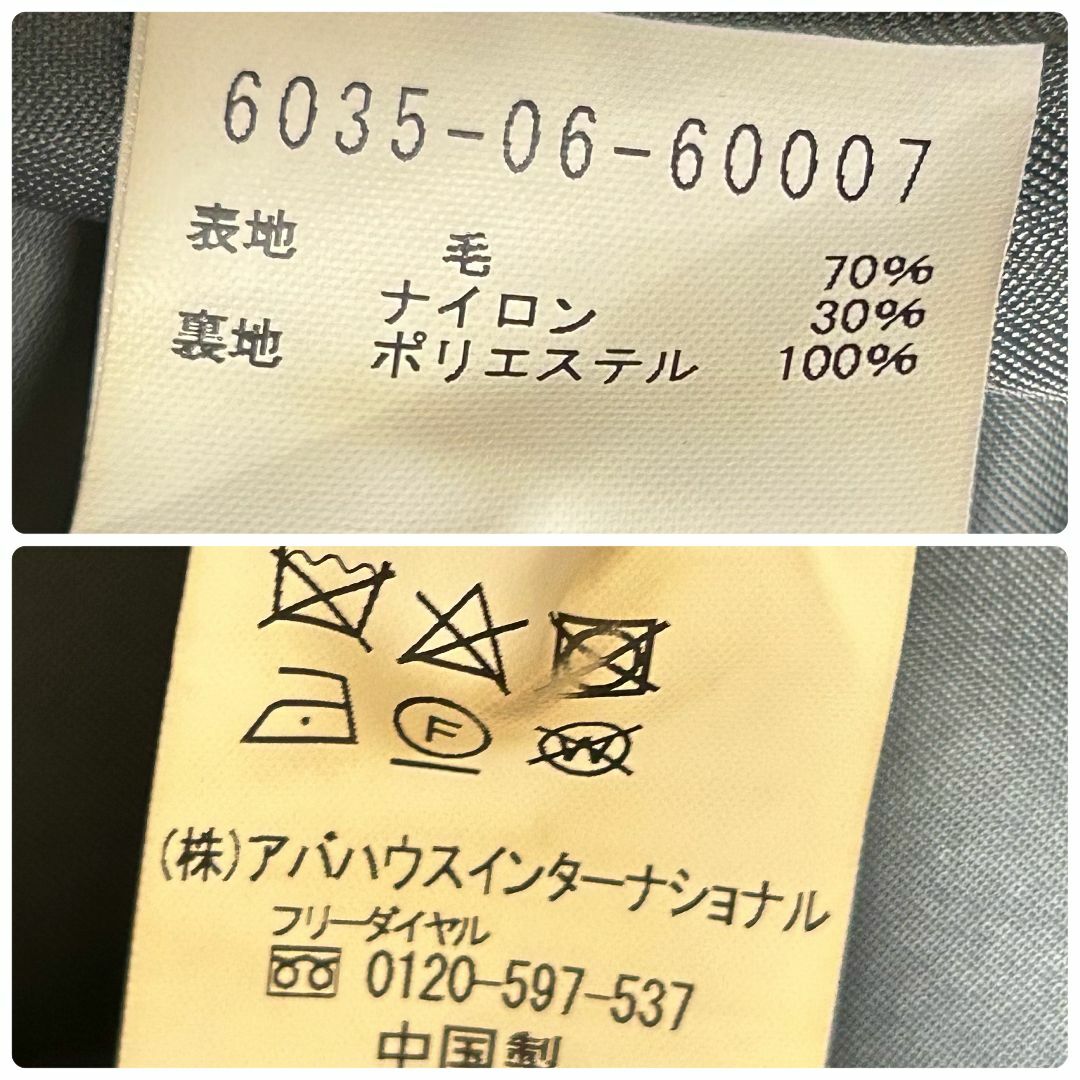 6035-06-60007
表地 毛 70%
ナイロン 30%
裏地 ポリエステル 100%
F
W
(株)アバハウスインターナショナル
フリーダイヤル
0120-597-537
中国製